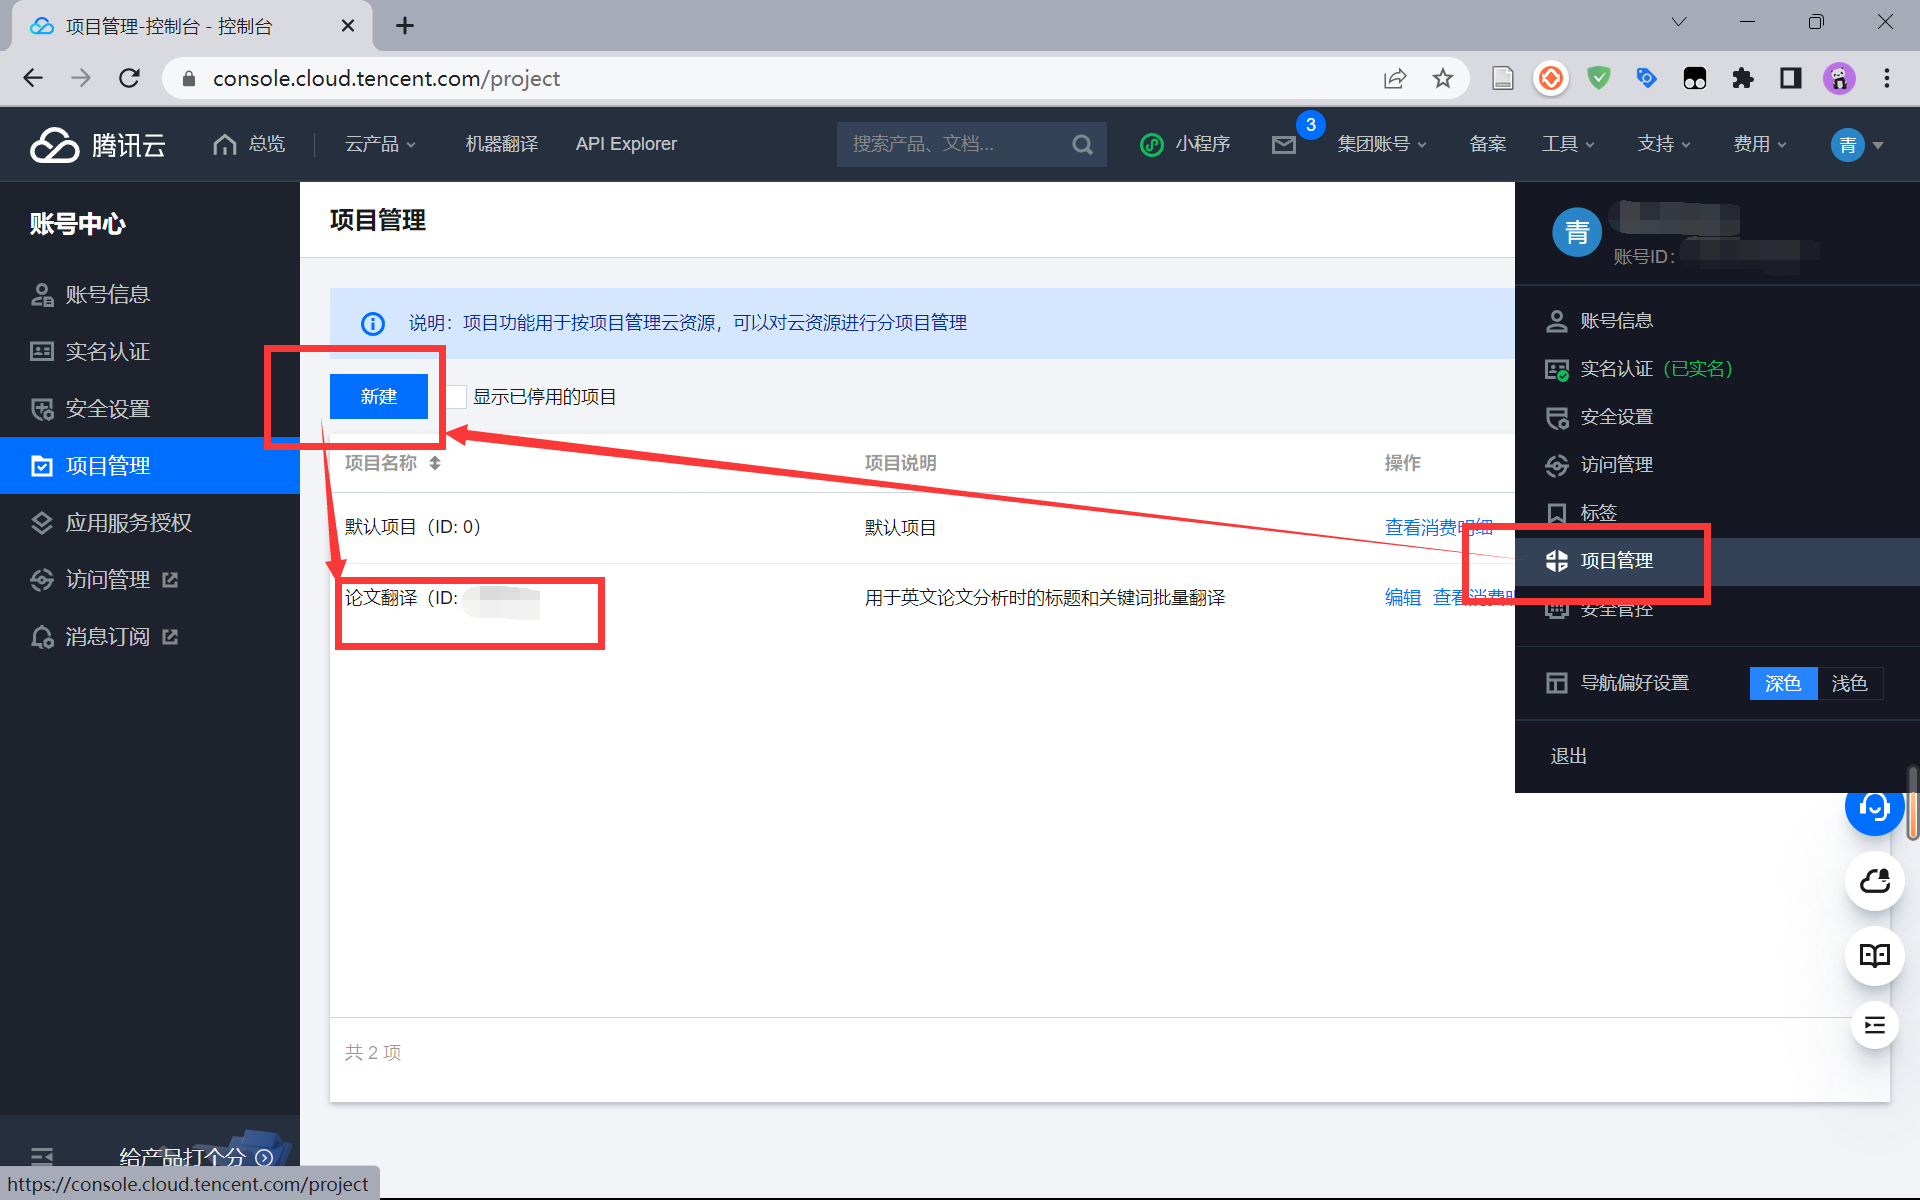 项目管理-控制台 - 控制台
console.cloud.tencent.com/project
腾讯云
总览
云产品
机器翻译
API Explorer
搜索产品、文档...
小程序
3
集团账号
备案
工具
支持
费用
青
账号中心
账号信息
实名认证
安全设置
项目管理
应用服务授权
访问管理
消息订阅
给产品打个分
https://console.cloud.tencent.com/project
项目管理
说明：项目功能用于按项目管理云资源，可以对云资源进行分项目管理
新建
显示已停用的项目
项目名称
项目说明
操作
默认项目（ID: 0）
默认项目
查看消费明细
论文翻译（ID:
用于英文论文分析时的标题和关键词批量翻译
编辑
查看消费明
共 2 项
青
账号ID：
账号信息
实名认证（已实名）
安全设置
访问管理
标签
项目管理
安全管控
导航偏好设置
深色
浅色
退出